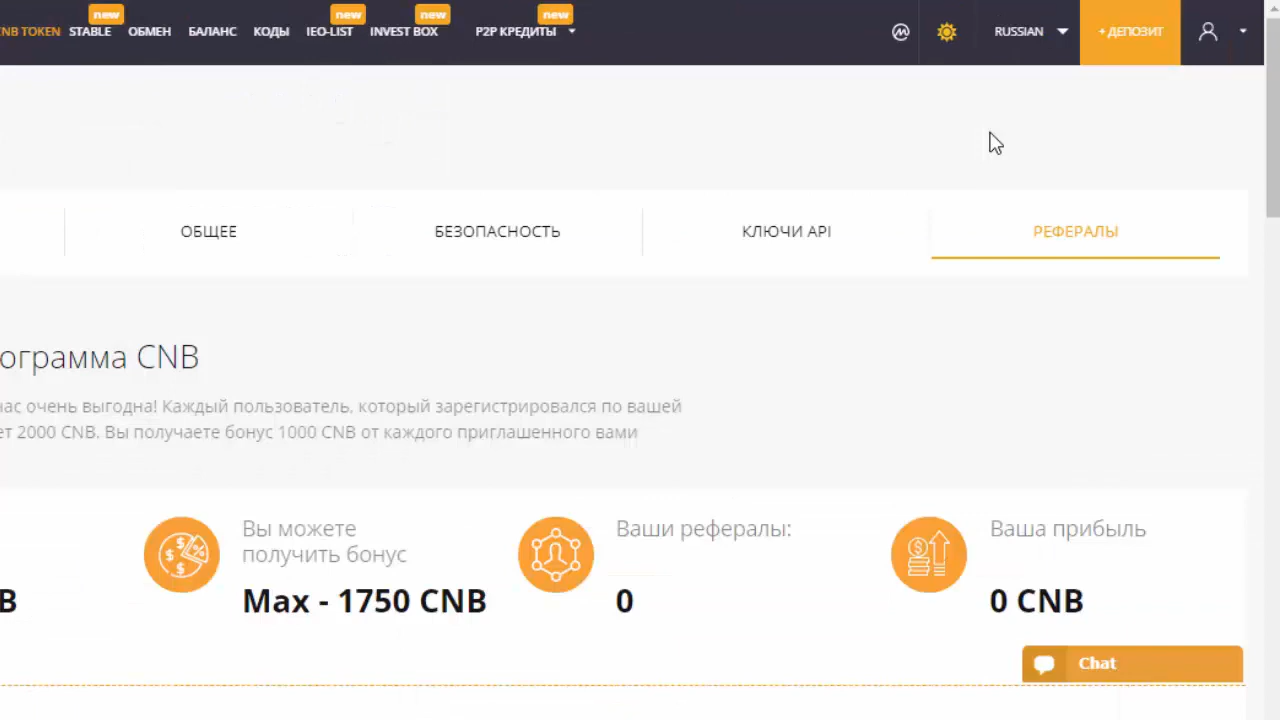 new new new new
NB TOKEN STABLE ОБМЕН БАЛАНС КОДЫ IEO-LIST INVEST BOX P2P КРЕДИТЫ RUSSIAN + ДЕПОЗИТ
ОБЩЕЕ БЕЗОПАСНОСТЬ КЛЮЧИ API РЕФЕРАЛЫ
ограмма CNB
нас очень выгодна! Каждый пользователь, который зарегистрировался по вашей
ет 2000 CNB. Вы получаете бонус 1000 CNB от каждого приглашенного вами
Вы можете
получить бонус
Max - 1750 CNB
Ваши рефералы:
0
Ваша прибыль
0 CNB
B
Chat